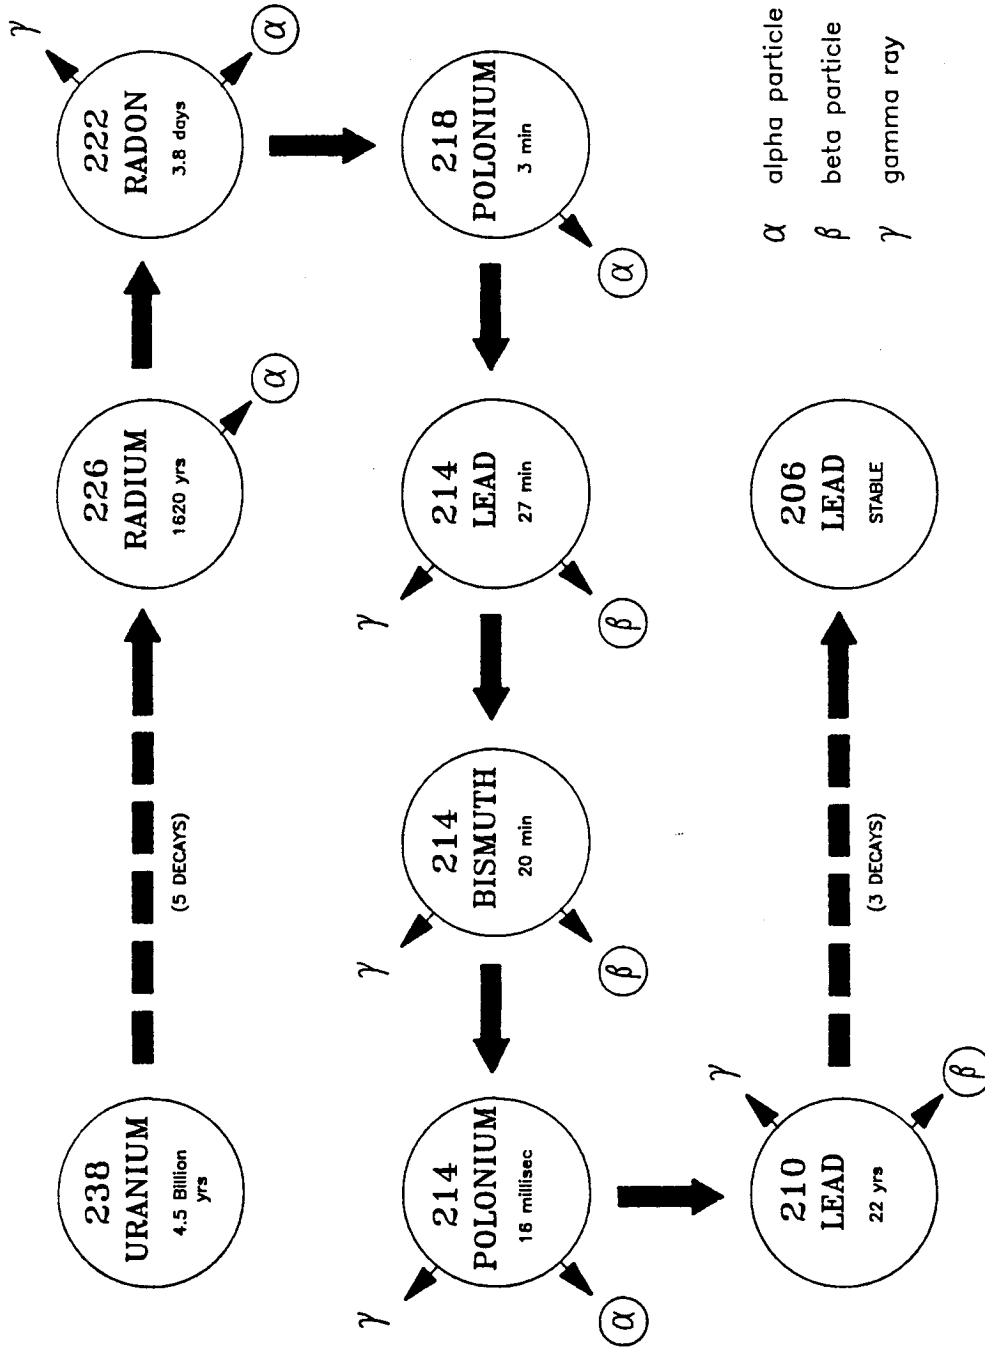 238
URANIUM
4.5 Billion
yrs
(5 DECAYS)
226
RADIUM
1620 yrs
α
222
RADON
3.8 days
γ
α
218
POLONIUM
3 min
α
214
LEAD
27 min
γ
β
214
BISMUTH
20 min
γ
β
214
POLONIUM
16 millisec
γ
α
210
LEAD
22 yrs
γ
β
(3 DECAYS)
206
LEAD
STABLE
α alpha particle
β beta particle
γ gamma ray